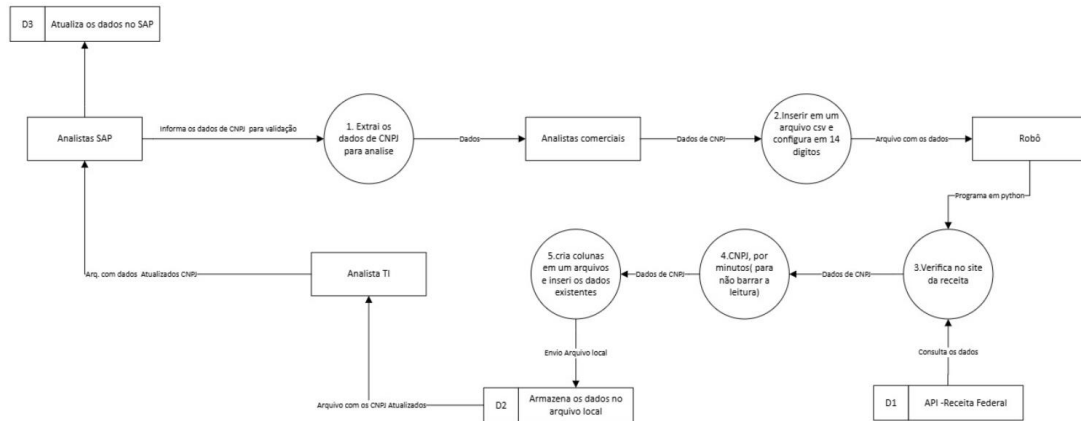 D3
Atualiza os dados no SAP
Analistas SAP
Informa os dados de CNPJ para validação
1. Extrai os
dados de CNPJ
para analise
Dados
Analistas comerciais
Dados de CNPJ
2.Inserir em um
arquivo csv e
configura em 14
digitos
Arquivo com os dados
Robô
Programa em python
3.Verifica no site
da receita
Dados de CNPJ
4.CNPJ, por
minutos( para
não barrar a
leitura)
Dados de CNPJ
5.cria colunas
em um arquivos
e inseri os dados
existentes
Analista TI
Arq. com dados Atualizados CNPJ
Envio Arquivo local
Consulta os dados
Arquivo com os CNPJ Atualizados
D2
Armazena os dados no
arquivo local
D1
API -Receita Federal